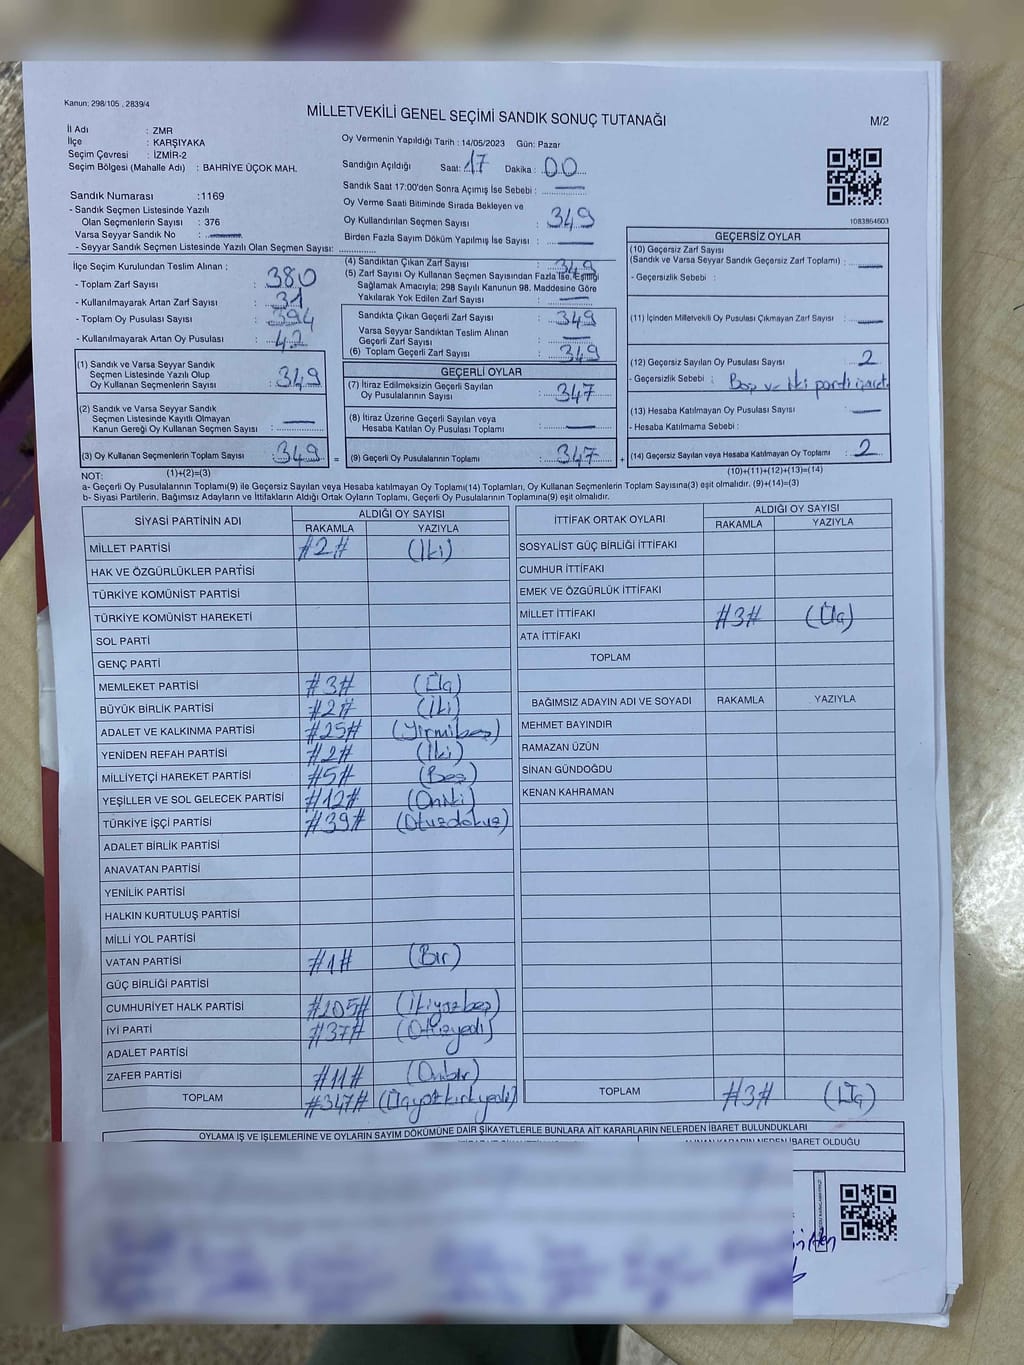 Kanun: 298/105 , 2839/4
MİLLETVEKİLİ GENEL SEÇİMİ SANDIK SONUÇ TUTANAĞI
M/2
İl Adı : ZMR
İlçe : KARŞIYAKA
Seçim Çevresi : İZMİR-2
Seçim Bölgesi (Mahalle Adı) : BAHRİYE ÜÇOK MAH.
Sandık Numarası :1169
- Sandık Seçmen Listesinde Yazılı
Olan Seçmenlerin Sayısı : 376
Varsa Seyyar Sandık No :
- Seyyar Sandık Seçmen Listesinde Yazılı Olan Seçmen Sayısı:
Oy Vermenin Yapıldığı Tarih : 14/05/2023 Gün: Pazar
Sandığın Açıldığı Saat: 17 Dakika : 00
Sandık Saat 17:00'den Sonra Açımış İse Sebebi :
Oy Verme Saati Bitiminde Sırada Bekleyen ve
Oy Kullandırılan Seçmen Sayısı : 349
Birden Fazla Sayım Döküm Yapılmış İse Sayısı :
1083864603
İlçe Seçim Kurulundan Teslim Alınan :
- Toplam Zarf Sayısı : 380
- Kullanılmayarak Artan Zarf Sayısı : 31
- Toplam Oy Pusulası Sayısı : 394
- Kullanılmayarak Artan Oy Pusulası : 42
(4) Sandıktan Çıkan Zarf Sayısı : 349
(5) Zarf Sayısı Oy Kullanan Seçmen Sayısından Fazla İse, Eşitliği
Sağlamak Amacıyla; 298 Sayılı Kanunun 98. Maddesine Göre
Yakılarak Yok Edilen Zarf Sayısı :
Sandıkta Çıkan Geçerli Zarf Sayısı : 349
Varsa Seyyar Sandıktan Teslim Alınan
Geçerli Zarf Sayısı :
(6) Toplam Geçerli Zarf Sayısı : 349
GEÇERSİZ OYLAR
(10) Geçersiz Zarf Sayısı
(Sandık ve Varsa Seyyar Sandık Geçersiz Zarf Toplamı) :
- Geçersizlik Sebebi :
(11) İçinden Milletvekili Oy Pusulası Çıkmayan Zarf Sayısı :
(12) Geçersiz Sayılan Oy Pusulası Sayısı : 2
- Geçersizlik Sebebi : Boş ve iki parti işaret.
(13) Hesaba Katılmayan Oy Pusulası Sayısı :
- Hesaba Katılmama Sebebi :
(14) Geçersiz Sayılan veya Hesaba Katılmayan Oy Toplamı : 2
(1) Sandık ve Varsa Seyyar Sandık
Seçmen Listesinde Yazılı Olup
Oy Kullanan Seçmenlerin Sayısı : 349
(2) Sandık ve Varsa Seyyar Sandık
Seçmen Listesinde Kayıtlı Olmayan
Kanun Gereği Oy Kullanan Seçmen Sayısı :
(3) Oy Kullanan Seçmenlerin Toplam Sayısı : 349
GEÇERLİ OYLAR
(7) İtiraz Edilmeksizin Geçerli Sayılan
Oy Pusulalarının Sayısı : 347
(8) İtiraz Üzerine Geçerli Sayılan veya
Hesaba Katılan Oy Pusulası Toplamı :
= (9) Geçerli Oy Pusulalarının Toplamı : 347 +
NOT: (1)+(2)=(3)
(10)+(11)+(12)+(13)=(14)
a- Geçerli Oy Pusulalarının Toplamı(9) ile Geçersiz Sayılan veya Hesaba katılmayan Oy Toplamı(14) Toplamları, Oy Kullanan Seçmenlerin Toplam Sayısına(3) eşit olmalıdır. (9)+(14)=(3)
b- Siyasi Partilerin, Bağımsız Adayların ve İttifakların Aldığı Ortak Oyların Toplamı, Geçerli Oy Pusulalarının Toplamına(9) eşit olmalıdır.
SİYASİ PARTİNİN ADI ALDIĞI OY SAYISI
RAKAMLA YAZIYLA
MİLLET PARTİSİ #2# (İki)
HAK VE ÖZGÜRLÜKLER PARTİSİ
TÜRKİYE KOMÜNİST PARTİSİ
TÜRKİYE KOMÜNİST HAREKETİ
SOL PARTİ
GENÇ PARTİ
MEMLEKET PARTİSİ #3# (Üç)
BÜYÜK BİRLİK PARTİSİ #2# (İki)
ADALET VE KALKINMA PARTİSİ #25# (Yirmibeş)
YENİDEN REFAH PARTİSİ #2# (İki)
MİLLİYETÇİ HAREKET PARTİSİ #5# (Beş)
YEŞİLLER VE SOL GELECEK PARTİSİ #12# (Oniki)
TÜRKİYE İŞÇİ PARTİSİ #39# (Otuzdokuz)
ADALET BİRLİK PARTİSİ
ANAVATAN PARTİSİ
YENİLİK PARTİSİ
HALKIN KURTULUŞ PARTİSİ
MİLLİ YOL PARTİSİ
VATAN PARTİSİ #1# (Bir)
GÜÇ BİRLİĞİ PARTİSİ
CUMHURİYET HALK PARTİSİ #205# (İkiyüzbeş)
İYİ PARTİ #37# (Otuzyedi)
ADALET PARTİSİ
ZAFER PARTİSİ #11# (Onbir)
TOPLAM #347# (Üçyüzkırkyedi)
İTTİFAK ORTAK OYLARI ALDIĞI OY SAYISI
RAKAMLA YAZIYLA
SOSYALİST GÜÇ BİRLİĞİ İTTİFAKI
CUMHUR İTTİFAKI
EMEK VE ÖZGÜRLÜK İTTİFAKI
MİLLET İTTİFAKI #3# (Üç)
ATA İTTİFAKI
TOPLAM
BAĞIMSIZ ADAYIN ADI VE SOYADI RAKAMLA YAZIYLA
MEHMET BAYINDIR
RAMAZAN ÜZÜN
SİNAN GÜNDOĞDU
KENAN KAHRAMAN
TOPLAM #3# (Üç)
OYLAMA İŞ VE İŞLEMLERİNE VE OYLARIN SAYIM DÖKÜMÜNE DAİR ŞİKAYETLERLE BUNLARA AİT KARARLARIN NELERDEN İBARET BULUNDUKLARI
İBARET OLDUĞU